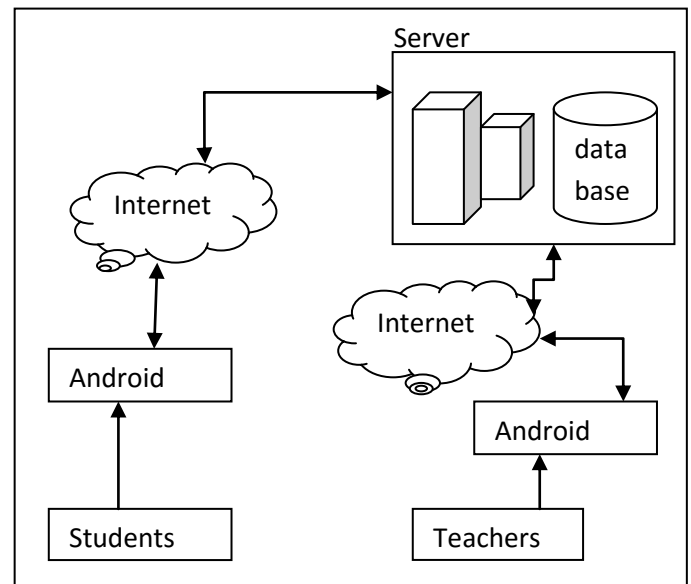 Server
data
base
Internet
Internet
Android
Android
Students
Teachers